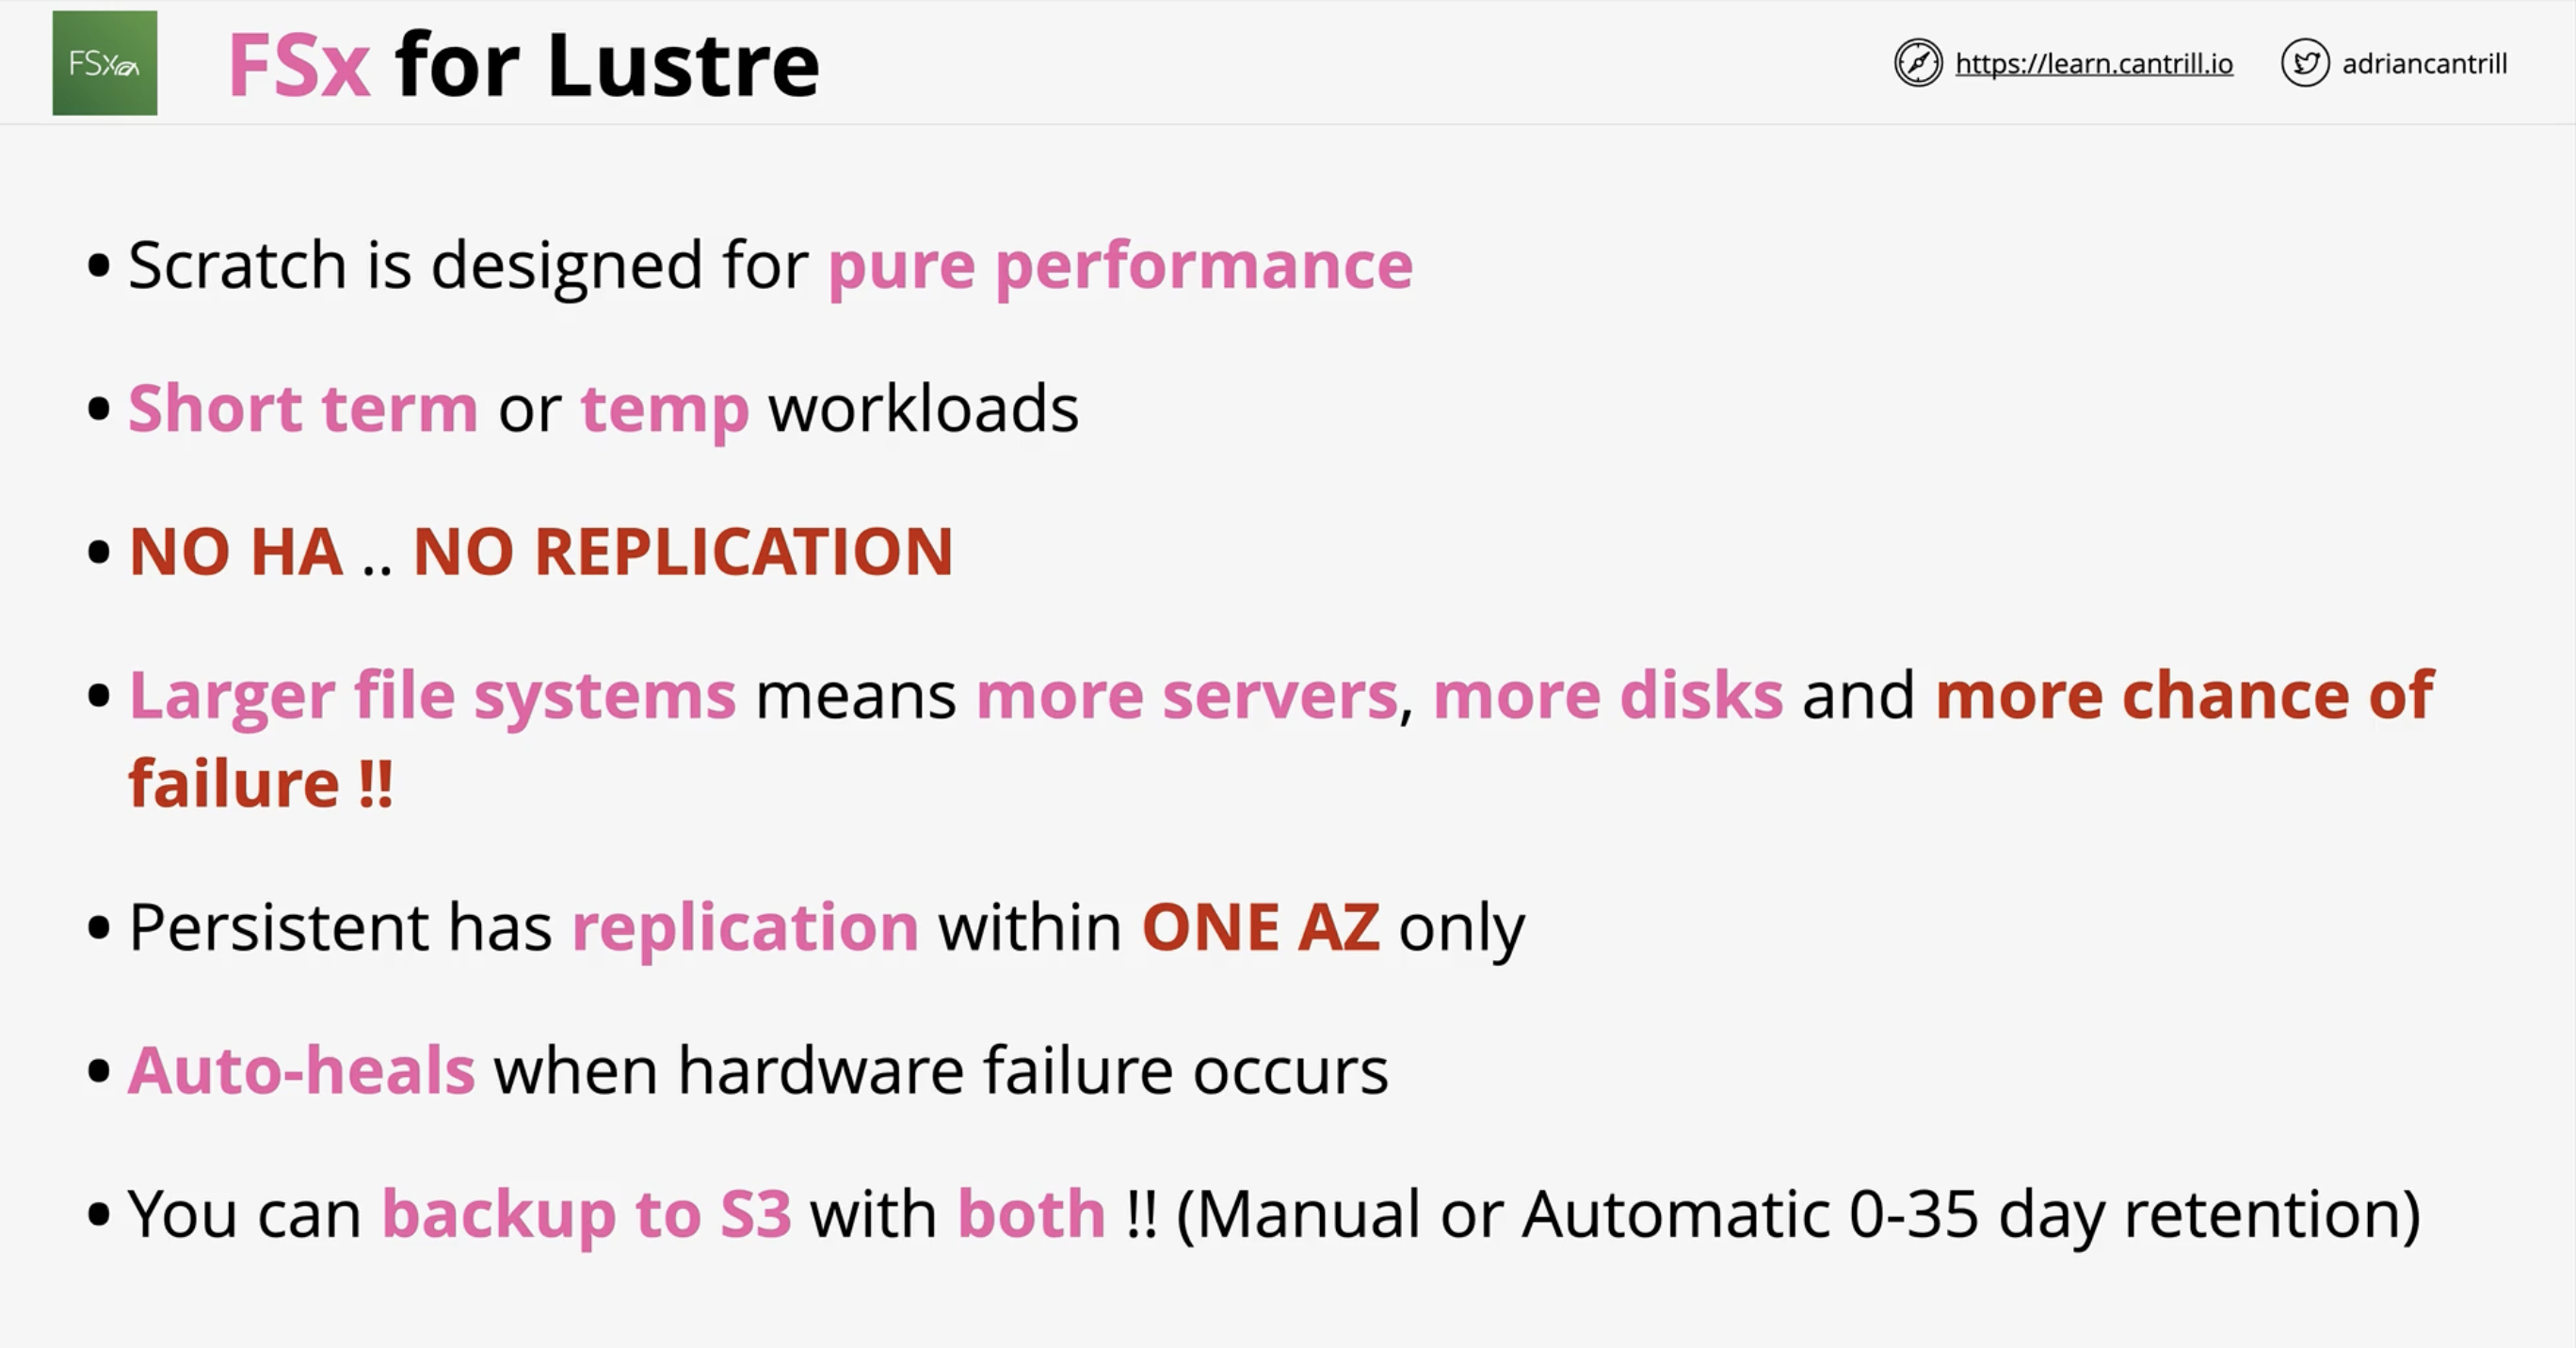 FSx
FSx for Lustre
https://learn.cantrill.io
adriancantrill
• Scratch is designed for pure performance
• Short term or temp workloads
• NO HA .. NO REPLICATION
• Larger file systems means more servers, more disks and more chance of
failure !!
• Persistent has replication within ONE AZ only
• Auto-heals when hardware failure occurs
• You can backup to S3 with both !! (Manual or Automatic 0-35 day retention)